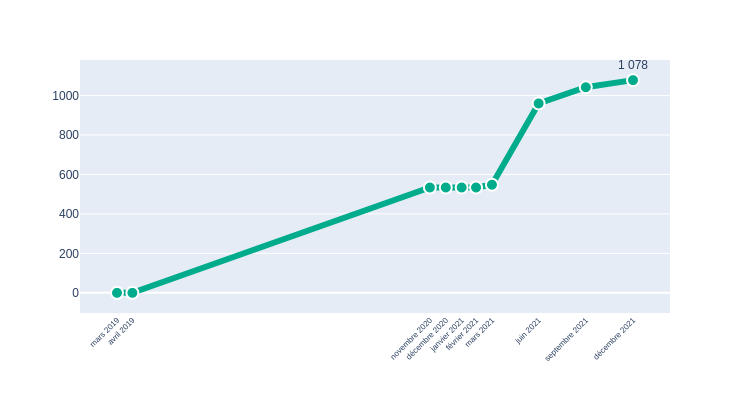 1 078
1000
800
600
400
200
0
mars 2019
avril 2019
novembre 2020
décembre 2020
janvier 2021
février 2021
mars 2021
juin 2021
septembre 2021
décembre 2021